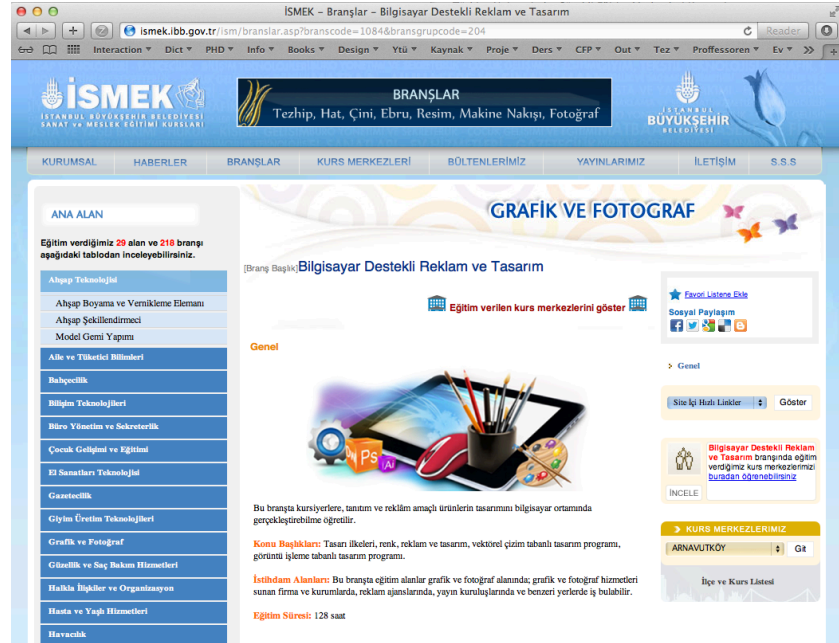 İSMEK – Branşlar – Bilgisayar Destekli Reklam ve Tasarım
ismek.ibb.gov.tr/ism/branslar.asp?branscode=1084&bransgrupcode=204
Reader
Interaction Dict PHD Info Books Design Ytü Kaynak Proje Ders CFP Out Tez Proffessoren Ev
İSMEK
İSTANBUL BÜYÜKŞEHİR BELEDİYESİ
SANAT ve MESLEK EĞİTİMİ KURSLARI
BRANŞLAR
Tezhip, Hat, Çini, Ebru, Resim, Makine Nakışı, Fotoğraf
İSTANBUL
BÜYÜKŞEHİR
BELEDİYESİ
KURUMSAL HABERLER BRANŞLAR KURS MERKEZLERİ BÜLTENLERİMİZ YAYINLARIMIZ İLETİŞİM S.S.S
ANA ALAN
Eğitim verdiğimiz 29 alan ve 218 branşı
aşağıdaki tablodan inceleyebilirsiniz.
Ahşap Teknolojisi
Ahşap Boyama ve Vernikleme Elemanı
Ahşap Şekillendirmeci
Model Gemi Yapımı
Aile ve Tüketici Bilimleri
Bahçecilik
Bilişim Teknolojileri
Büro Yönetim ve Sekreterlik
Çocuk Gelişimi ve Eğitimi
El Sanatları Teknolojisi
Gazetecilik
Giyim Üretim Teknolojileri
Grafik ve Fotoğraf
Güzellik ve Saç Bakım Hizmetleri
Halkla İlişkiler ve Organizasyon
Hasta ve Yaşlı Hizmetleri
Havacılık
GRAFİK VE FOTOGRAF
[Branş Başlık]Bilgisayar Destekli Reklam ve Tasarım
Eğitim verilen kurs merkezlerini göster
Genel
Ps
Ai
Bu branşta kursiyerlere, tanıtım ve reklâm amaçlı ürünlerin tasarımını bilgisayar ortamında
gerçekleştirebilme öğretilir.
Konu Başlıkları: Tasarı ilkeleri, renk, reklam ve tasarım, vektörel çizim tabanlı tasarım programı,
görüntü işleme tabanlı tasarım programı.
İstihdam Alanları: Bu branşta eğitim alanlar grafik ve fotoğraf alanında; grafik ve fotoğraf hizmetleri
sunan firma ve kurumlarda, reklam ajanslarında, yayın kuruluşlarında ve benzeri yerlerde iş bulabilir.
Eğitim Süresi: 128 saat
Favori Listene Ekle
Sosyal Paylaşım
Genel
Site İçi Hızlı Linkler Göster
Bilgisayar Destekli Reklam
ve Tasarım branşında eğitim
verdiğimiz kurs merkezlerimizi
buradan öğrenebilirsiniz
İNCELE
KURS MERKEZLERİMİZ
ARNAVUTKÖY Git
İlçe ve Kurs Listesi